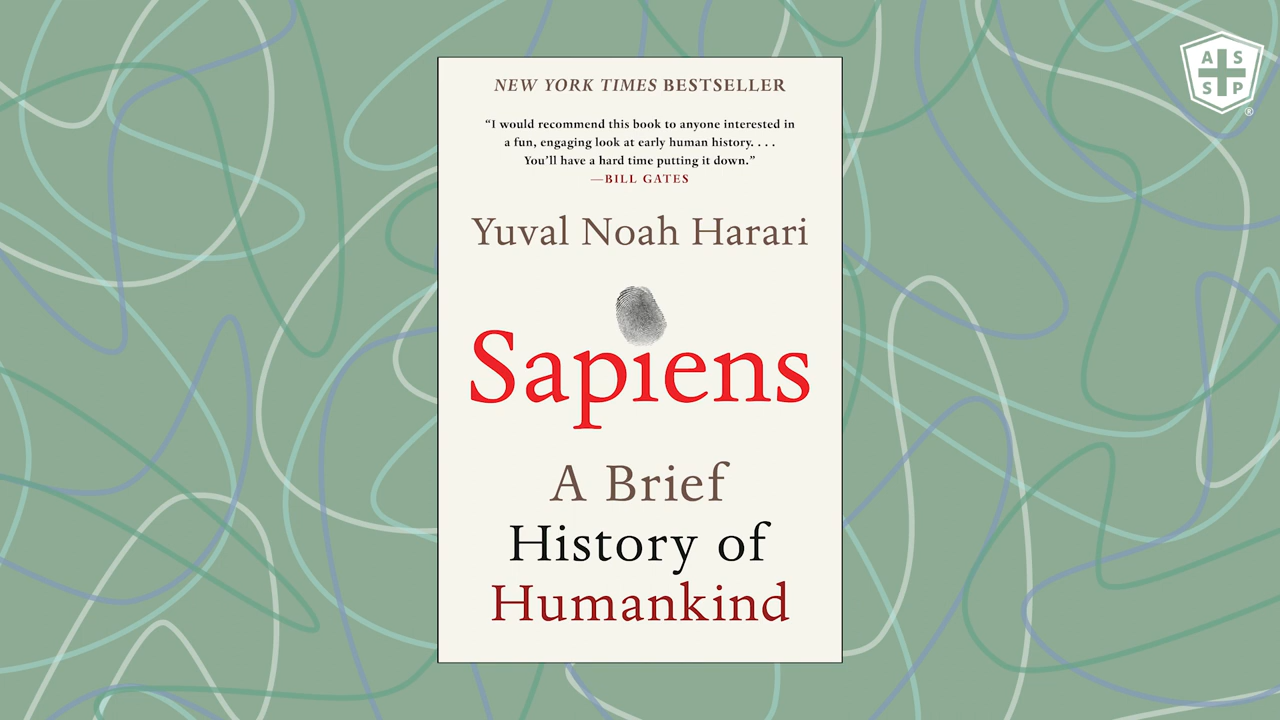 NEW YORK TIMES BESTSELLER
“I would recommend this book to anyone interested in
a fun, engaging look at early human history. . . .
You’ll have a hard time putting it down.”
—BILL GATES
Yuval Noah Harari
Sapiens
A Brief
History of
Humankind
A S
S P
®